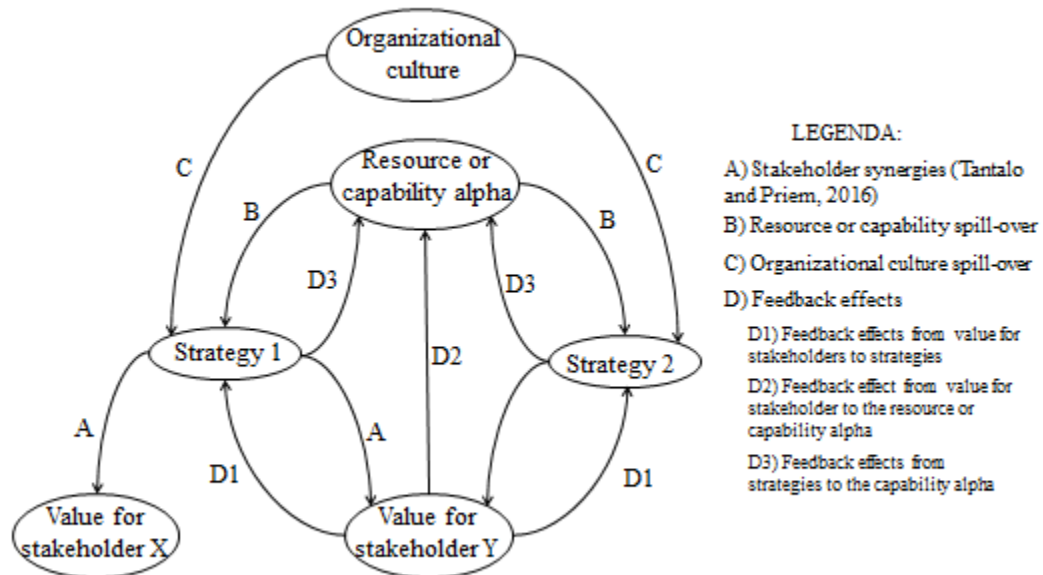 Organizational
culture
LEGENDA:
C
C
Resource or
capability alpha
A) Stakeholder synergies (Tantalo
and Priem, 2016)
B
B
B) Resource or capability spill-over
C) Organizational culture spill-over
D3
D3
D) Feedback effects
Strategy 1
D2
Strategy 2
D1) Feedback effects from value for
stakeholders to strategies
D2) Feedback effect from value for
stakeholder to the resource or
capability alpha
A
A
D1
D1
D3) Feedback effects from
strategies to the capability alpha
Value for
stakeholder X
Value for
stakeholder Y